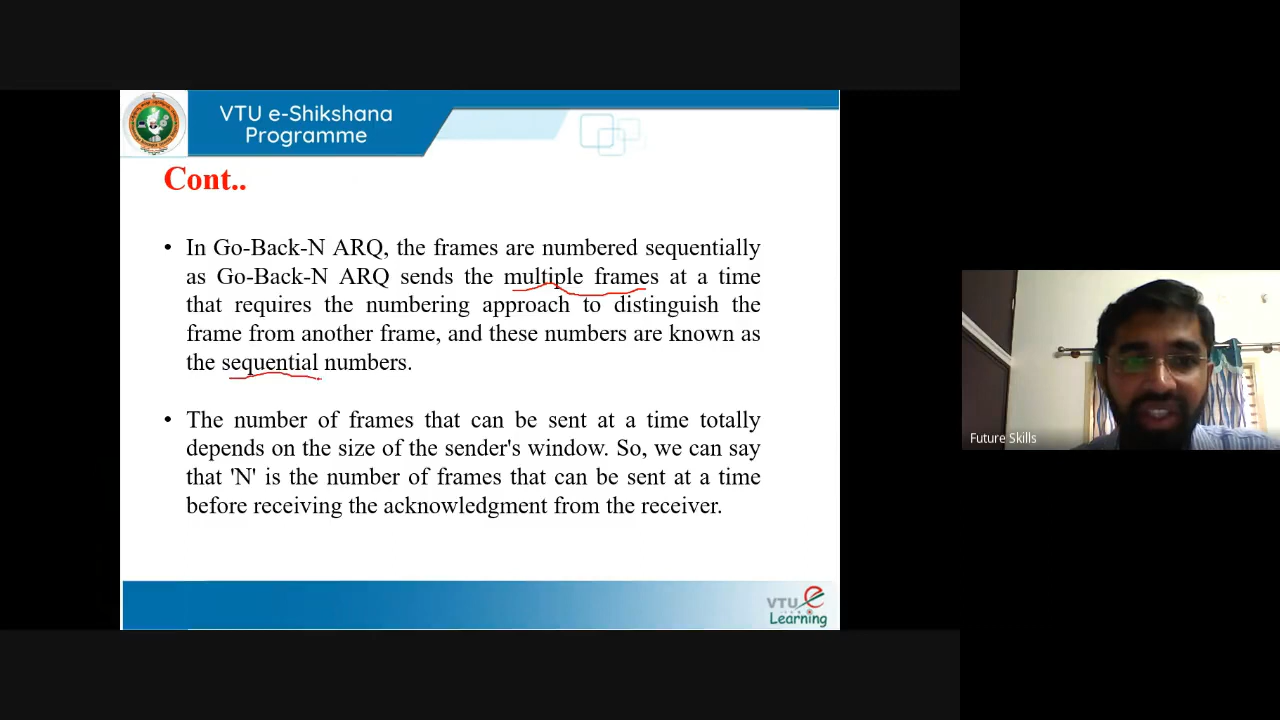 VTU e-Shikshana
Programme
Cont..
• In Go-Back-N ARQ, the frames are numbered sequentially
as Go-Back-N ARQ sends the multiple frames at a time
that requires the numbering approach to distinguish the
frame from another frame, and these numbers are known as
the sequential numbers.
• The number of frames that can be sent at a time totally
depends on the size of the sender's window. So, we can say
that 'N' is the number of frames that can be sent at a time
before receiving the acknowledgment from the receiver.
Future Skills
VTU e
Learning